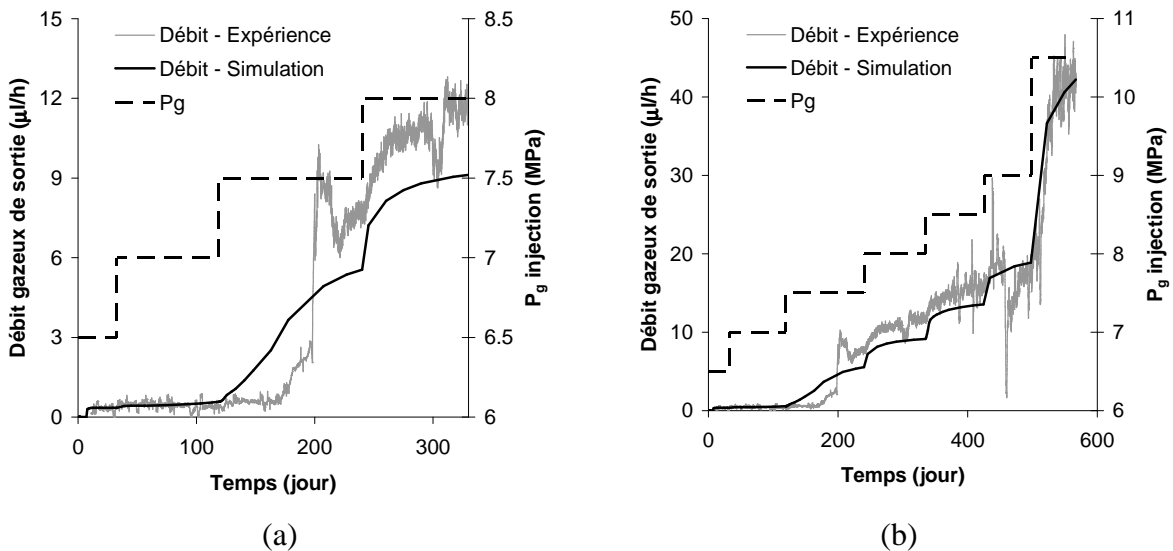 Débit gazeux de sortie (µl/h)
15
12
9
6
3
0
Débit - Expérience
Débit - Simulation
Pg
8.5
8
7.5
7
6.5
6
Pg injection (MPa)
0 100 200 300
Temps (jour)
(a)
Débit gazeux de sortie (µl/h)
50
40
30
20
10
0
Débit - Expérience
Débit - Simulation
Pg
11
10
9
8
7
6
Pg injection (MPa)
0 200 400 600
Temps (jour)
(b)